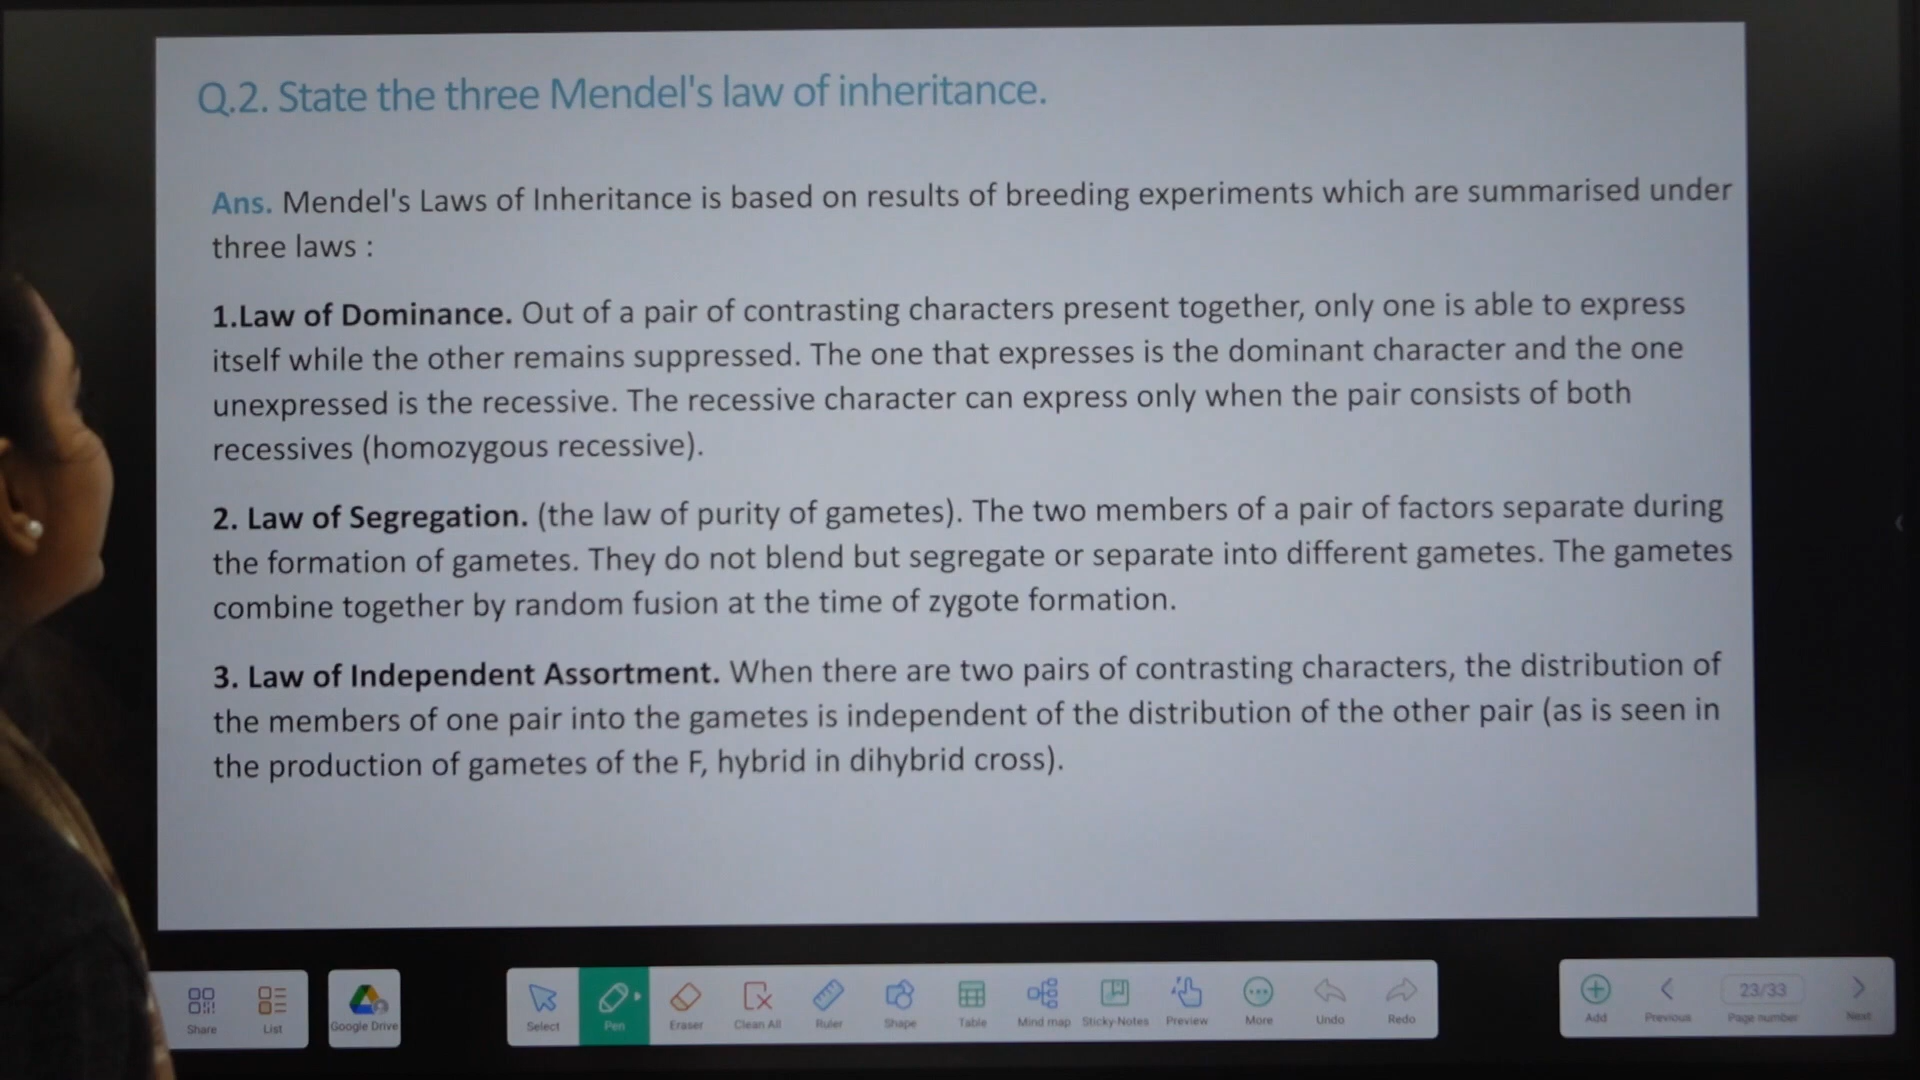 Q.2. State the three Mendel's law of inheritance.
Ans. Mendel's Laws of Inheritance is based on results of breeding experiments which are summarised under
three laws :
1.Law of Dominance. Out of a pair of contrasting characters present together, only one is able to express
itself while the other remains suppressed. The one that expresses is the dominant character and the one
unexpressed is the recessive. The recessive character can express only when the pair consists of both
recessives (homozygous recessive).
2. Law of Segregation. (the law of purity of gametes). The two members of a pair of factors separate during
the formation of gametes. They do not blend but segregate or separate into different gametes. The gametes
combine together by random fusion at the time of zygote formation.
3. Law of Independent Assortment. When there are two pairs of contrasting characters, the distribution of
the members of one pair into the gametes is independent of the distribution of the other pair (as is seen in
the production of gametes of the F, hybrid in dihybrid cross).
Share List Google Drive Select Pen Eraser Clean All Ruler Shape Table Mind map Sticky Notes Preview More Undo Redo Add Previous Page number Next
23/33